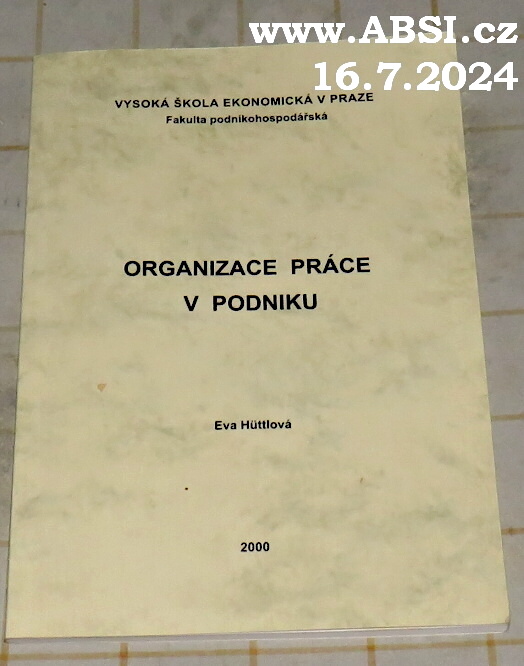 www.ABSI.cz
16.7.2024
VYSOKÁ ŠKOLA EKONOMICKÁ V PRAZE
Fakulta podnikohospodářská
ORGANIZACE PRÁCE
V PODNIKU
Eva Hüttlová
2000